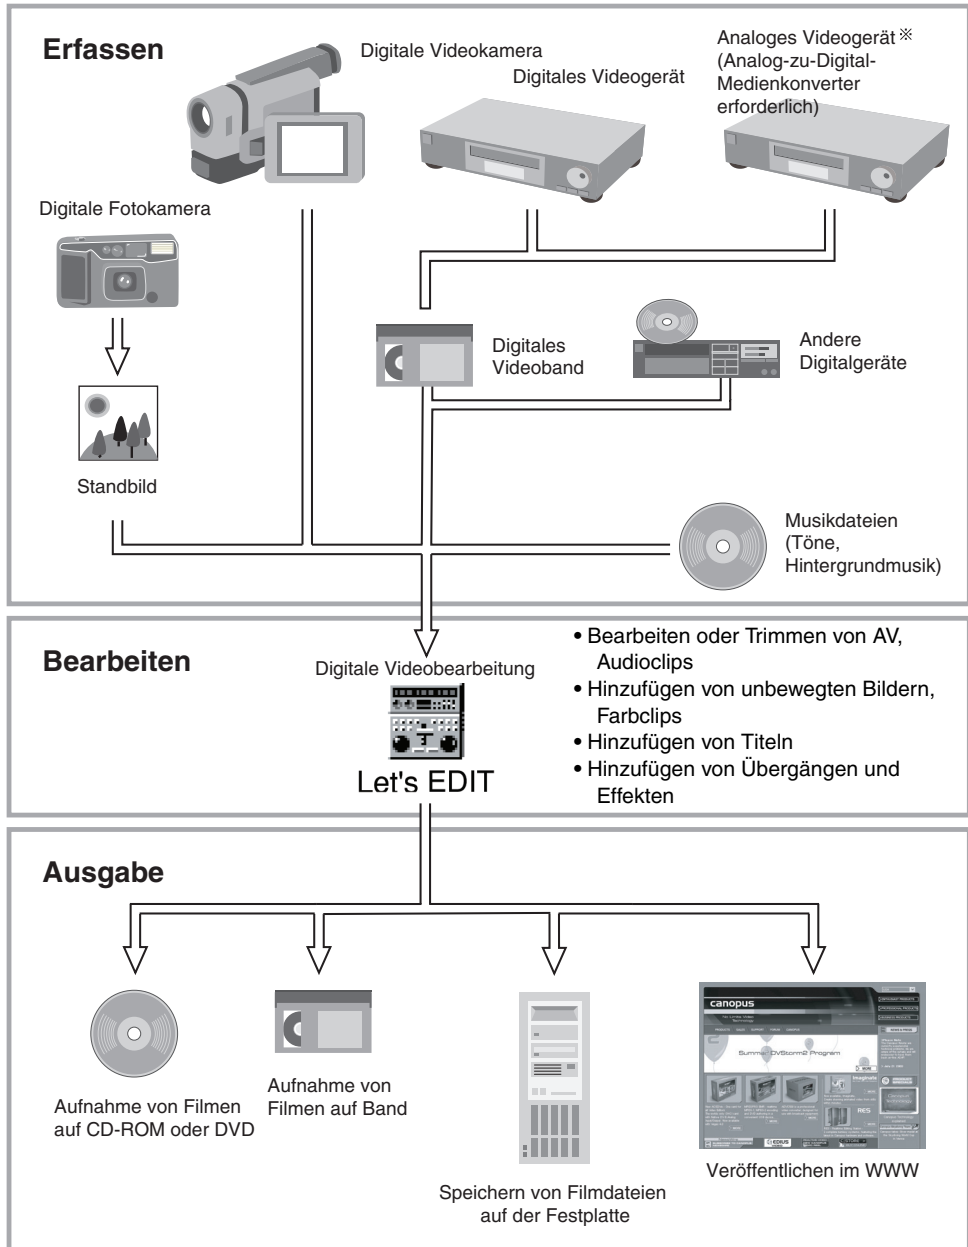 Erfassen
Digitale Videokamera
Digitales Videogerät
Analoges Videogerät ※
(Analog-zu-Digital-
Medienkonverter
erforderlich)
Digitale Fotokamera
Digitales
Videoband
Andere
Digitalgeräte
Standbild
Musikdateien
(Töne,
Hintergrundmusik)
Bearbeiten
Digitale Videobearbeitung
Let's EDIT
• Bearbeiten oder Trimmen von AV,
Audioclips
• Hinzufügen von unbewegten Bildern,
Farbclips
• Hinzufügen von Titeln
• Hinzufügen von Übergängen und
Effekten
Ausgabe
Aufnahme von Filmen
auf CD-ROM oder DVD
Aufnahme von
Filmen auf Band
Speichern von Filmdateien
auf der Festplatte
canopus
Summer DVStorm2 Program
EDIUS
Veröffentlichen im WWW